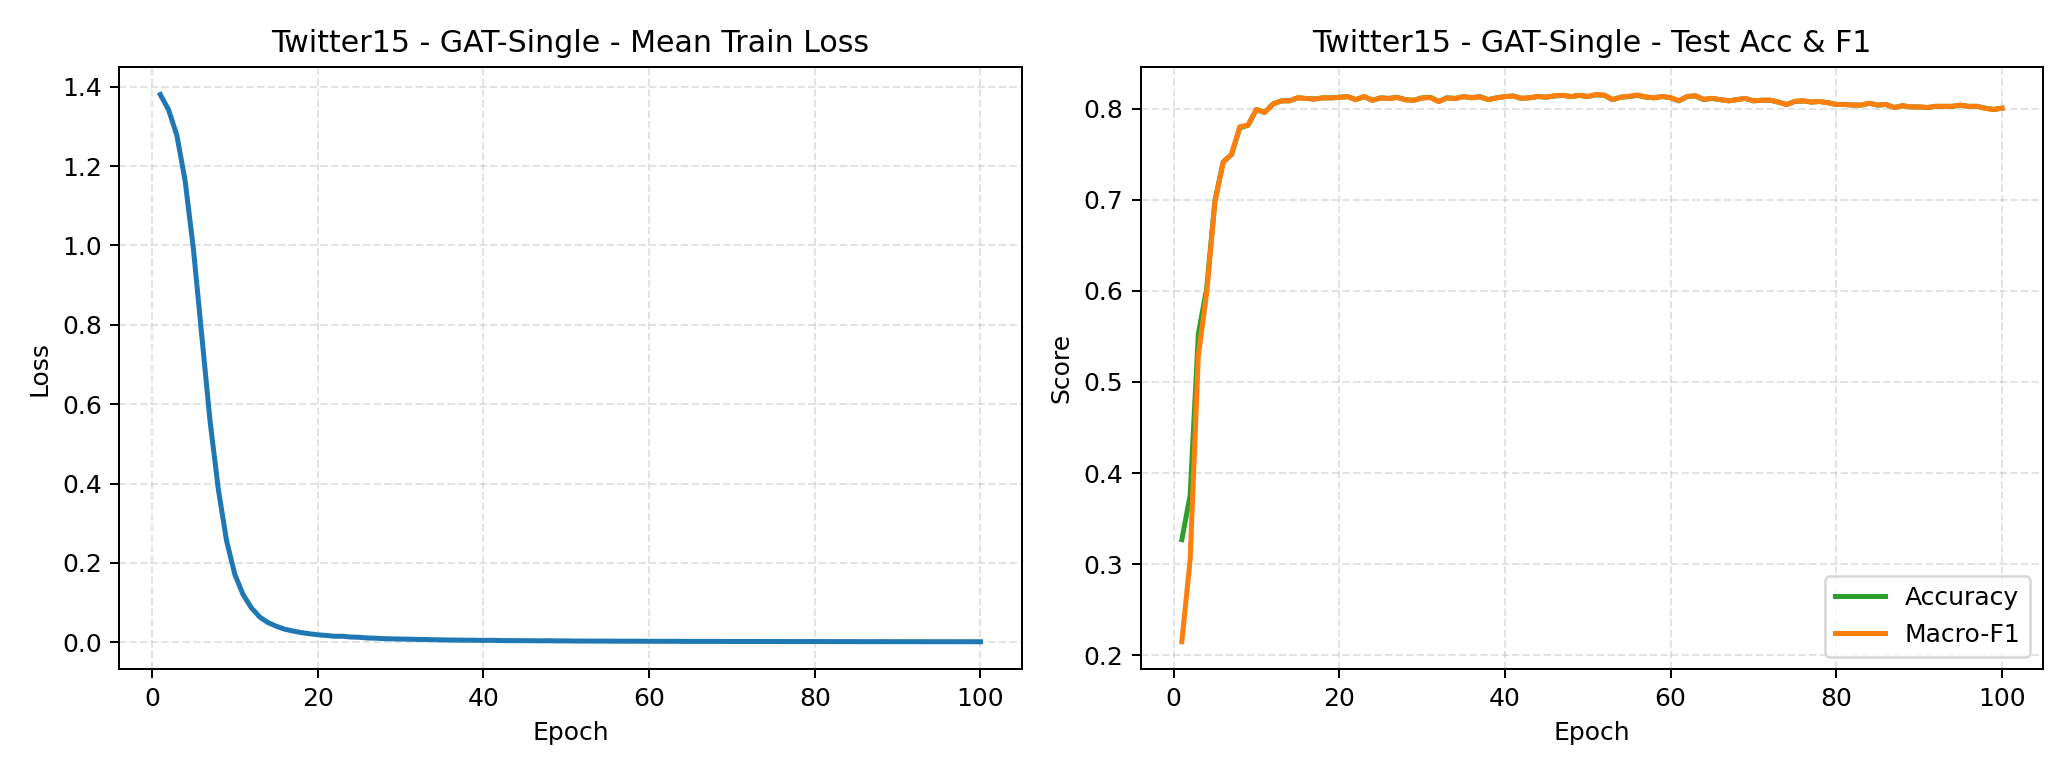 Twitter15 - GAT-Single - Mean Train Loss
1.4
1.2
1.0
0.8
0.6
0.4
0.2
0.0
Loss
0 20 40 60 80 100
Epoch
Twitter15 - GAT-Single - Test Acc & F1
0.8
0.7
0.6
0.5
0.4
0.3
0.2
Score
Accuracy
Macro-F1
0 20 40 60 80 100
Epoch